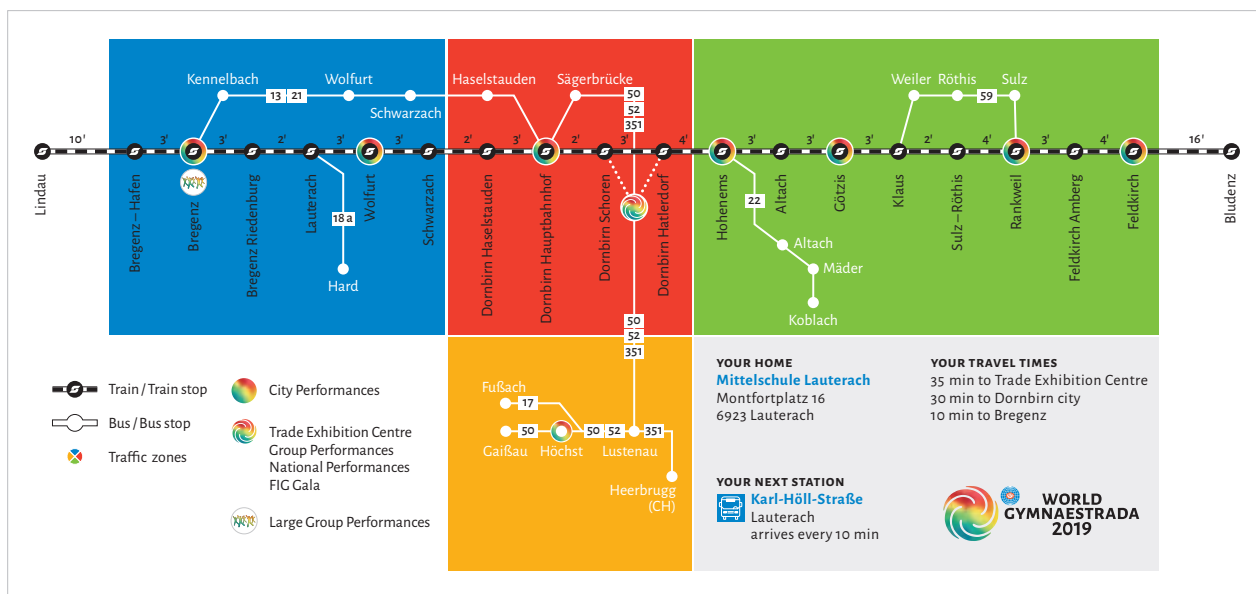 Kennelbach
13
21
Wolfurt
Schwarzach
Haselstauden
Sägerbrücke
50
52
351
Weiler
Röthis
59
Sulz
10'
3'
3'
2'
3'
3'
2'
3'
2'
3'
4'
3'
3'
2'
4'
3'
4'
16'
Lindau
Bregenz – Hafen
Bregenz
Bregenz Riedenburg
Lauterach
18 a
Hard
Wolfurt
Schwarzach
Dornbirn Haselstauden
Dornbirn Hauptbahnhof
Dornbirn Schoren
Dornbirn Hatlerdorf
Hohenems
22
Altach
Götzis
Klaus
Sulz – Röthis
Rankweil
Feldkirch Amberg
Feldkirch
Bludenz
Altach
Mäder
Koblach
50
52
351
Fußach
17
50
50
52
351
Gaißau
Höchst
Lustenau
Heerbrugg
(CH)
Train / Train stop
Bus / Bus stop
Traffic zones
City Performances
Trade Exhibition Centre
Group Performances
National Performances
FIG Gala
Large Group Performances
YOUR HOME
Mittelschule Lauterach
Montfortplatz 16
6923 Lauterach
YOUR TRAVEL TIMES
35 min to Trade Exhibition Centre
30 min to Dornbirn city
10 min to Bregenz
YOUR NEXT STATION
Karl-Höll-Straße
Lauterach
arrives every 10 min
WORLD
GYMNAESTRADA
2019